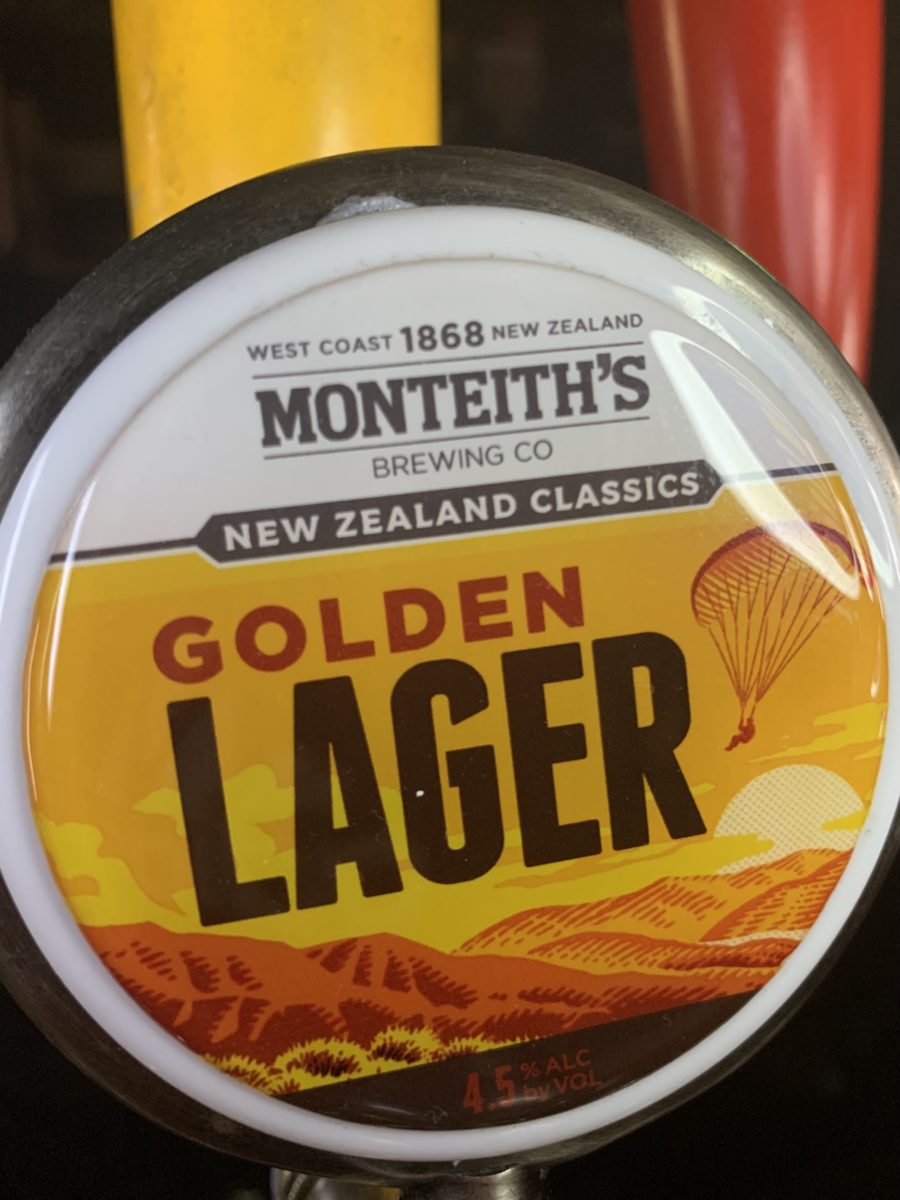 WEST COAST 1868 NEW ZEALAND
MONTEITH'S
BREWING CO
NEW ZEALAND CLASSICS
GOLDEN
LAGER
4.5 % ALC
by VOL